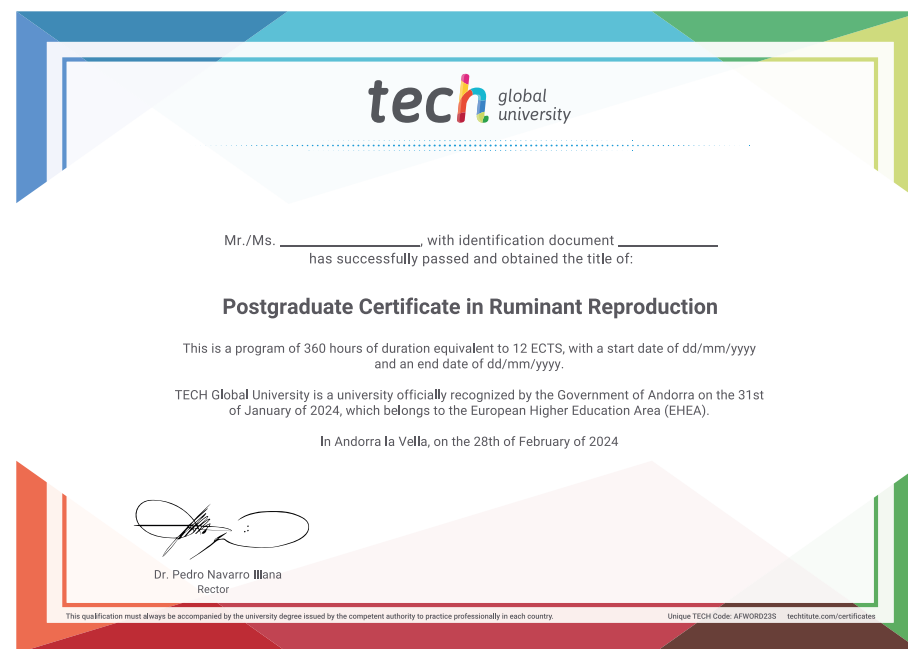 tech global
university
Mr./Ms. ____________, with identification document ____________
has successfully passed and obtained the title of:
Postgraduate Certificate in Ruminant Reproduction
This is a program of 360 hours of duration equivalent to 12 ECTS, with a start date of dd/mm/yyyy
and an end date of dd/mm/yyyy.
TECH Global University is a university officially recognized by the Government of Andorra on the 31st
of January of 2024, which belongs to the European Higher Education Area (EHEA).
In Andorra la Vella, on the 28th of February of 2024
Dr. Pedro Navarro Illana
Rector
This qualification must always be accompanied by the university degree issued by the competent authority to practice professionally in each country. Unique TECH Code: AFWORD23S techtitute.com/certificates